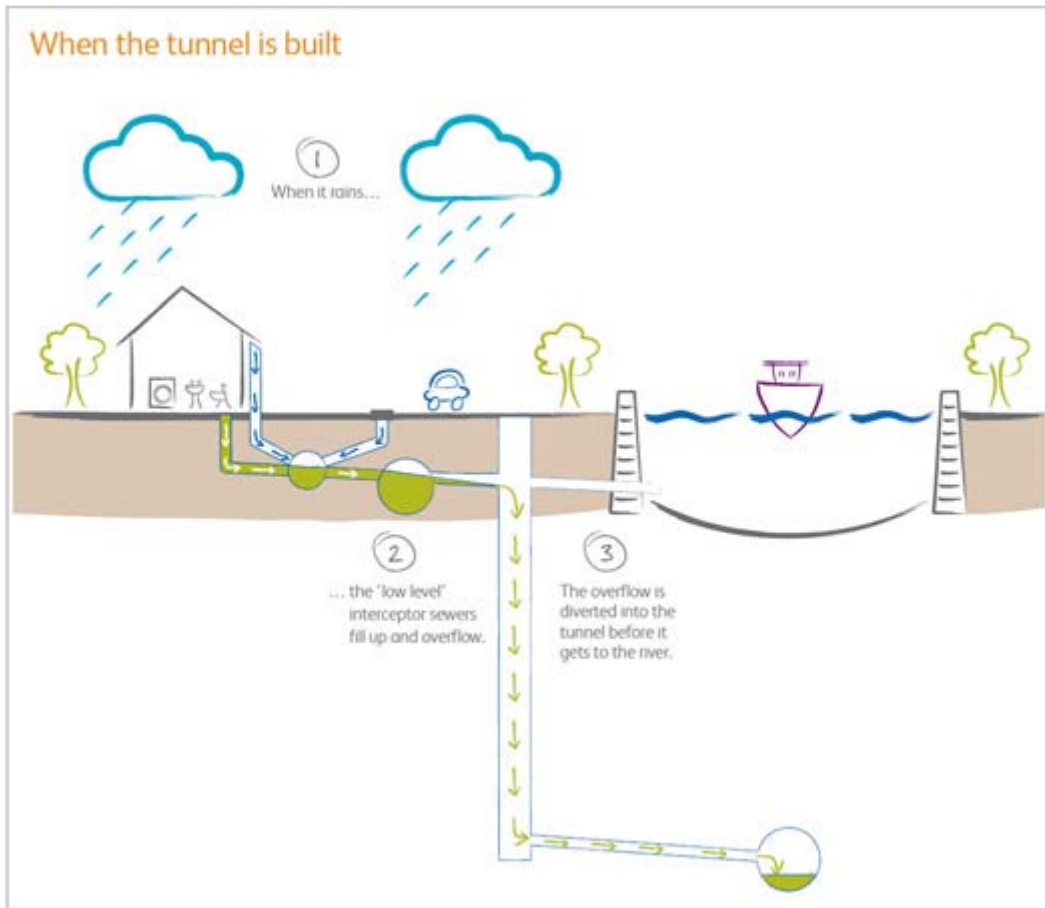 When the tunnel is built
1
When it rains...
2
... the "low level"
interceptor sewers
fill up and overflow.
3
The overflow is
diverted into the
tunnel before it
gets to the river.